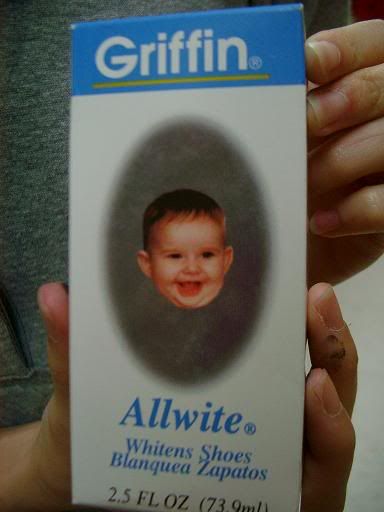 Griffin®
Allwite®
Whitens Shoes
Blanquea Zapatos
2.5 FL OZ (73.9ml)